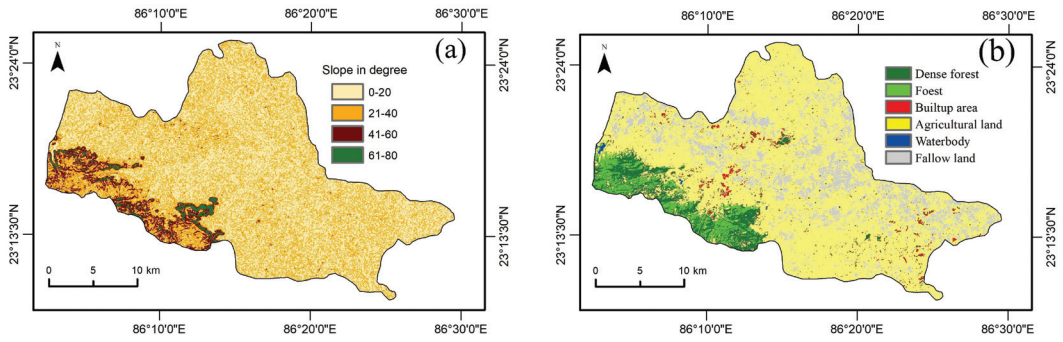 86°10'0"E 86°20'0"E 86°30'0"E
N
(a)
23°24'0"N
23°24'0"N
Slope in degree
0-20
21-40
41-60
61-80
23°13'30"N
23°13'30"N
0 5 10 km
86°10'0"E 86°20'0"E 86°30'0"E
86°10'0"E 86°20'0"E 86°30'0"E
N
(b)
23°24'0"N
23°24'0"N
Dense forest
Foest
Builtup area
Agricultural land
Waterbody
Fallow land
23°13'30"N
23°13'30"N
0 5 10 km
86°10'0"E 86°20'0"E 86°30'0"E